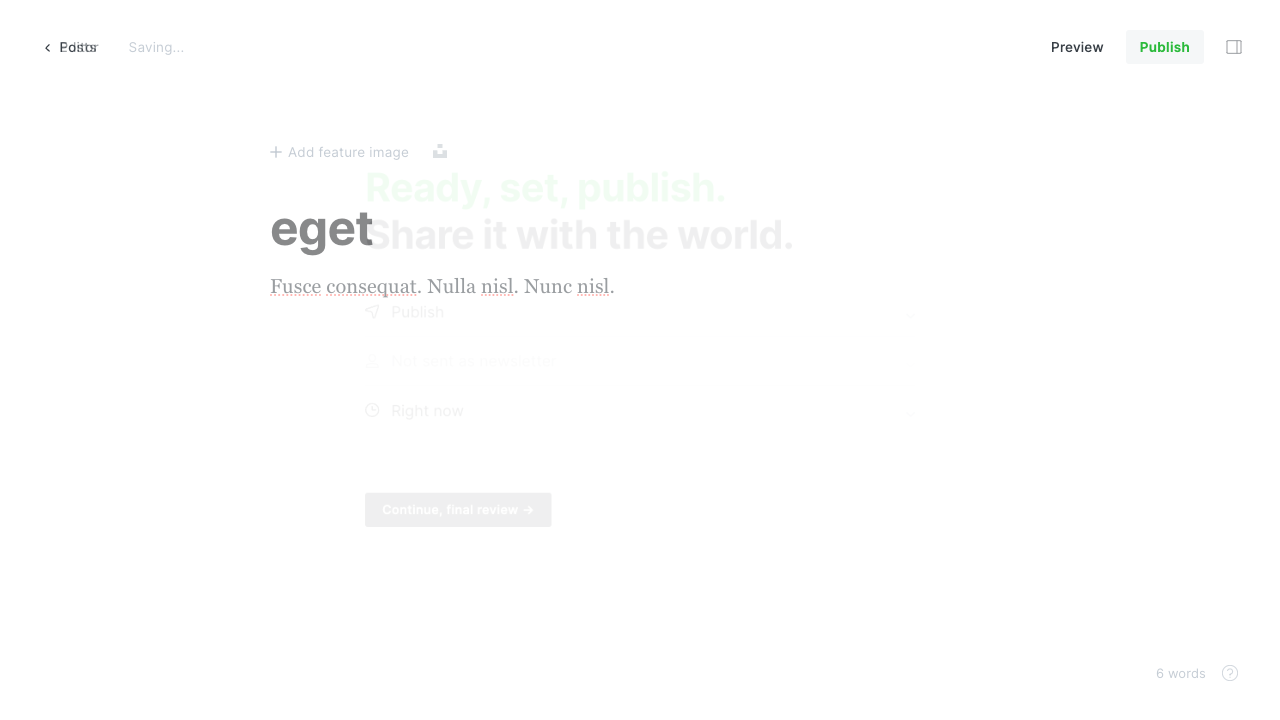 Posts
Editor
Saving...
Preview
Publish
Add feature image
Ready, set, publish.
eget
Share it with the world.
Fusce consequat. Nulla nisl. Nunc nisl.
Publish
Not sent as newsletter
Right now
Continue, final review →
6 words